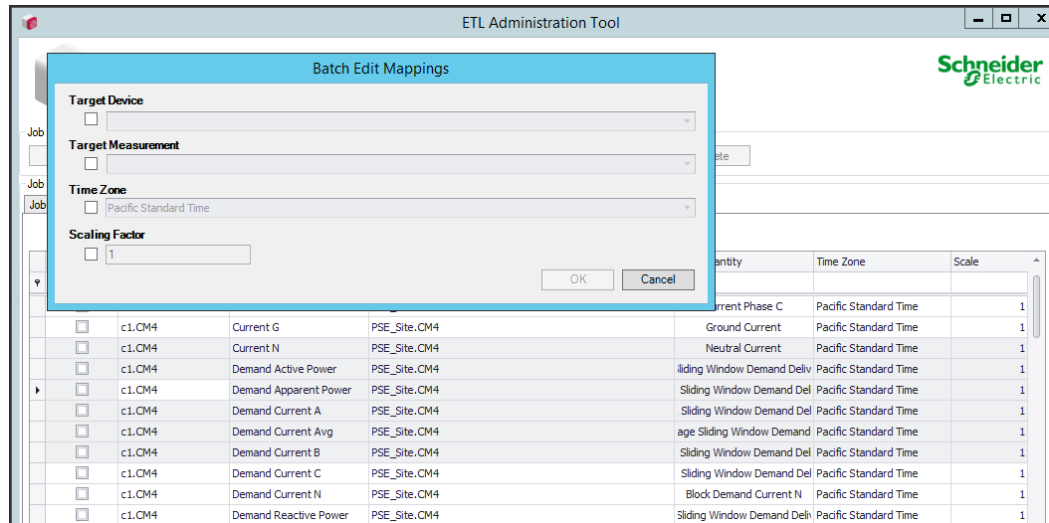 ETL Administration Tool
Schneider
Electric
Batch Edit Mappings
Target Device
Job
Target Measurement
ete
Job
Time Zone
Job
Pacific Standard Time
Scaling Factor
1
OK Cancel
antity Time Zone Scale
rrent Phase C Pacific Standard Time 1
c1.CM4 Current G PSE_Site.CM4 Ground Current Pacific Standard Time 1
c1.CM4 Current N PSE_Site.CM4 Neutral Current Pacific Standard Time 1
c1.CM4 Demand Active Power PSE_Site.CM4 Sliding Window Demand Deliv Pacific Standard Time 1
c1.CM4 Demand Apparent Power PSE_Site.CM4 Sliding Window Demand Del Pacific Standard Time 1
c1.CM4 Demand Current A PSE_Site.CM4 Sliding Window Demand Del Pacific Standard Time 1
c1.CM4 Demand Current Avg PSE_Site.CM4 age Sliding Window Demand Pacific Standard Time 1
c1.CM4 Demand Current B PSE_Site.CM4 Sliding Window Demand Del Pacific Standard Time 1
c1.CM4 Demand Current C PSE_Site.CM4 Sliding Window Demand Del Pacific Standard Time 1
c1.CM4 Demand Current N PSE_Site.CM4 Block Demand Current N Pacific Standard Time 1
c1.CM4 Demand Reactive Power PSE_Site.CM4 Sliding Window Demand Deliv Pacific Standard Time 1